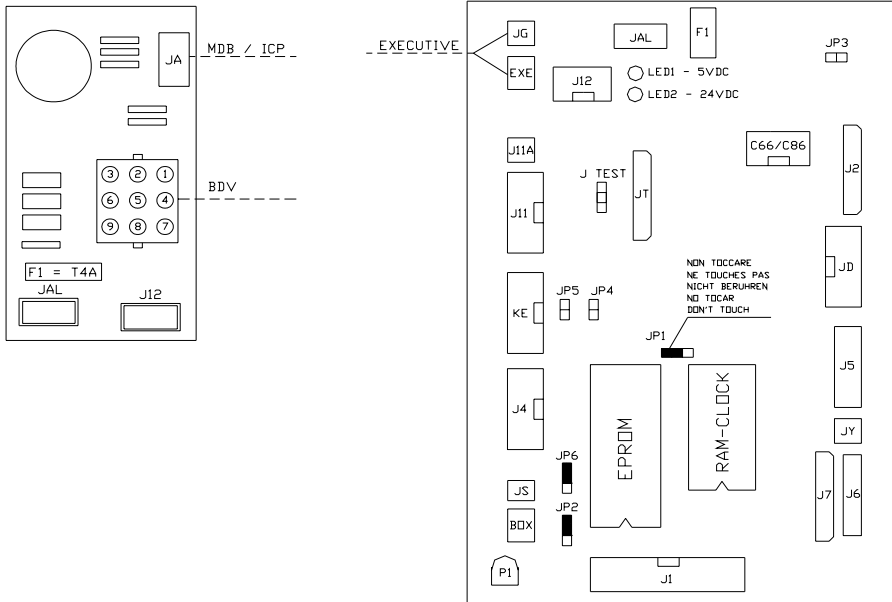 JA
MDB / ICP
3 2 1
6 5 4
9 8 7
BDV
F1 = T4A
JAL
J12
EXECUTIVE
JG
EXE
JAL
F1
JP3
J12
LED1 - 5VDC
LED2 - 24VDC
J11A
J TEST
C66/C86
J2
J11
JT
JD
NON TOCCARE
NE TOUCHES PAS
NICHT BERUHREN
NO TOCAR
DON'T TOUCH
KE
JP5
JP4
JP1
J5
J4
EPROM
RAM-CLOCK
JY
JP6
JS
J7
J6
BOX
JP2
P1
J1